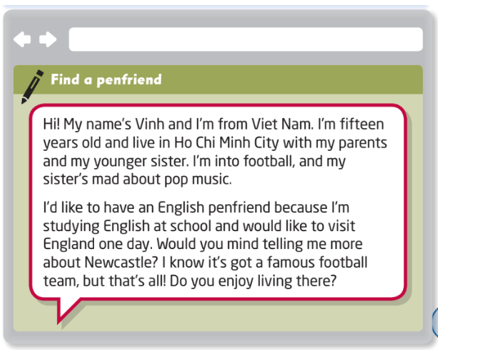 Find a penfriend
Hi! My name's Vinh and I'm from Viet Nam. I'm fifteen
years old and live in Ho Chi Minh City with my parents
and my younger sister. I'm into football, and my
sister's mad about pop music.
I'd like to have an English penfriend because I'm
studying English at school and would like to visit
England one day. Would you mind telling me more
about Newcastle? I know it's got a famous football
team, but that's all! Do you enjoy living there?